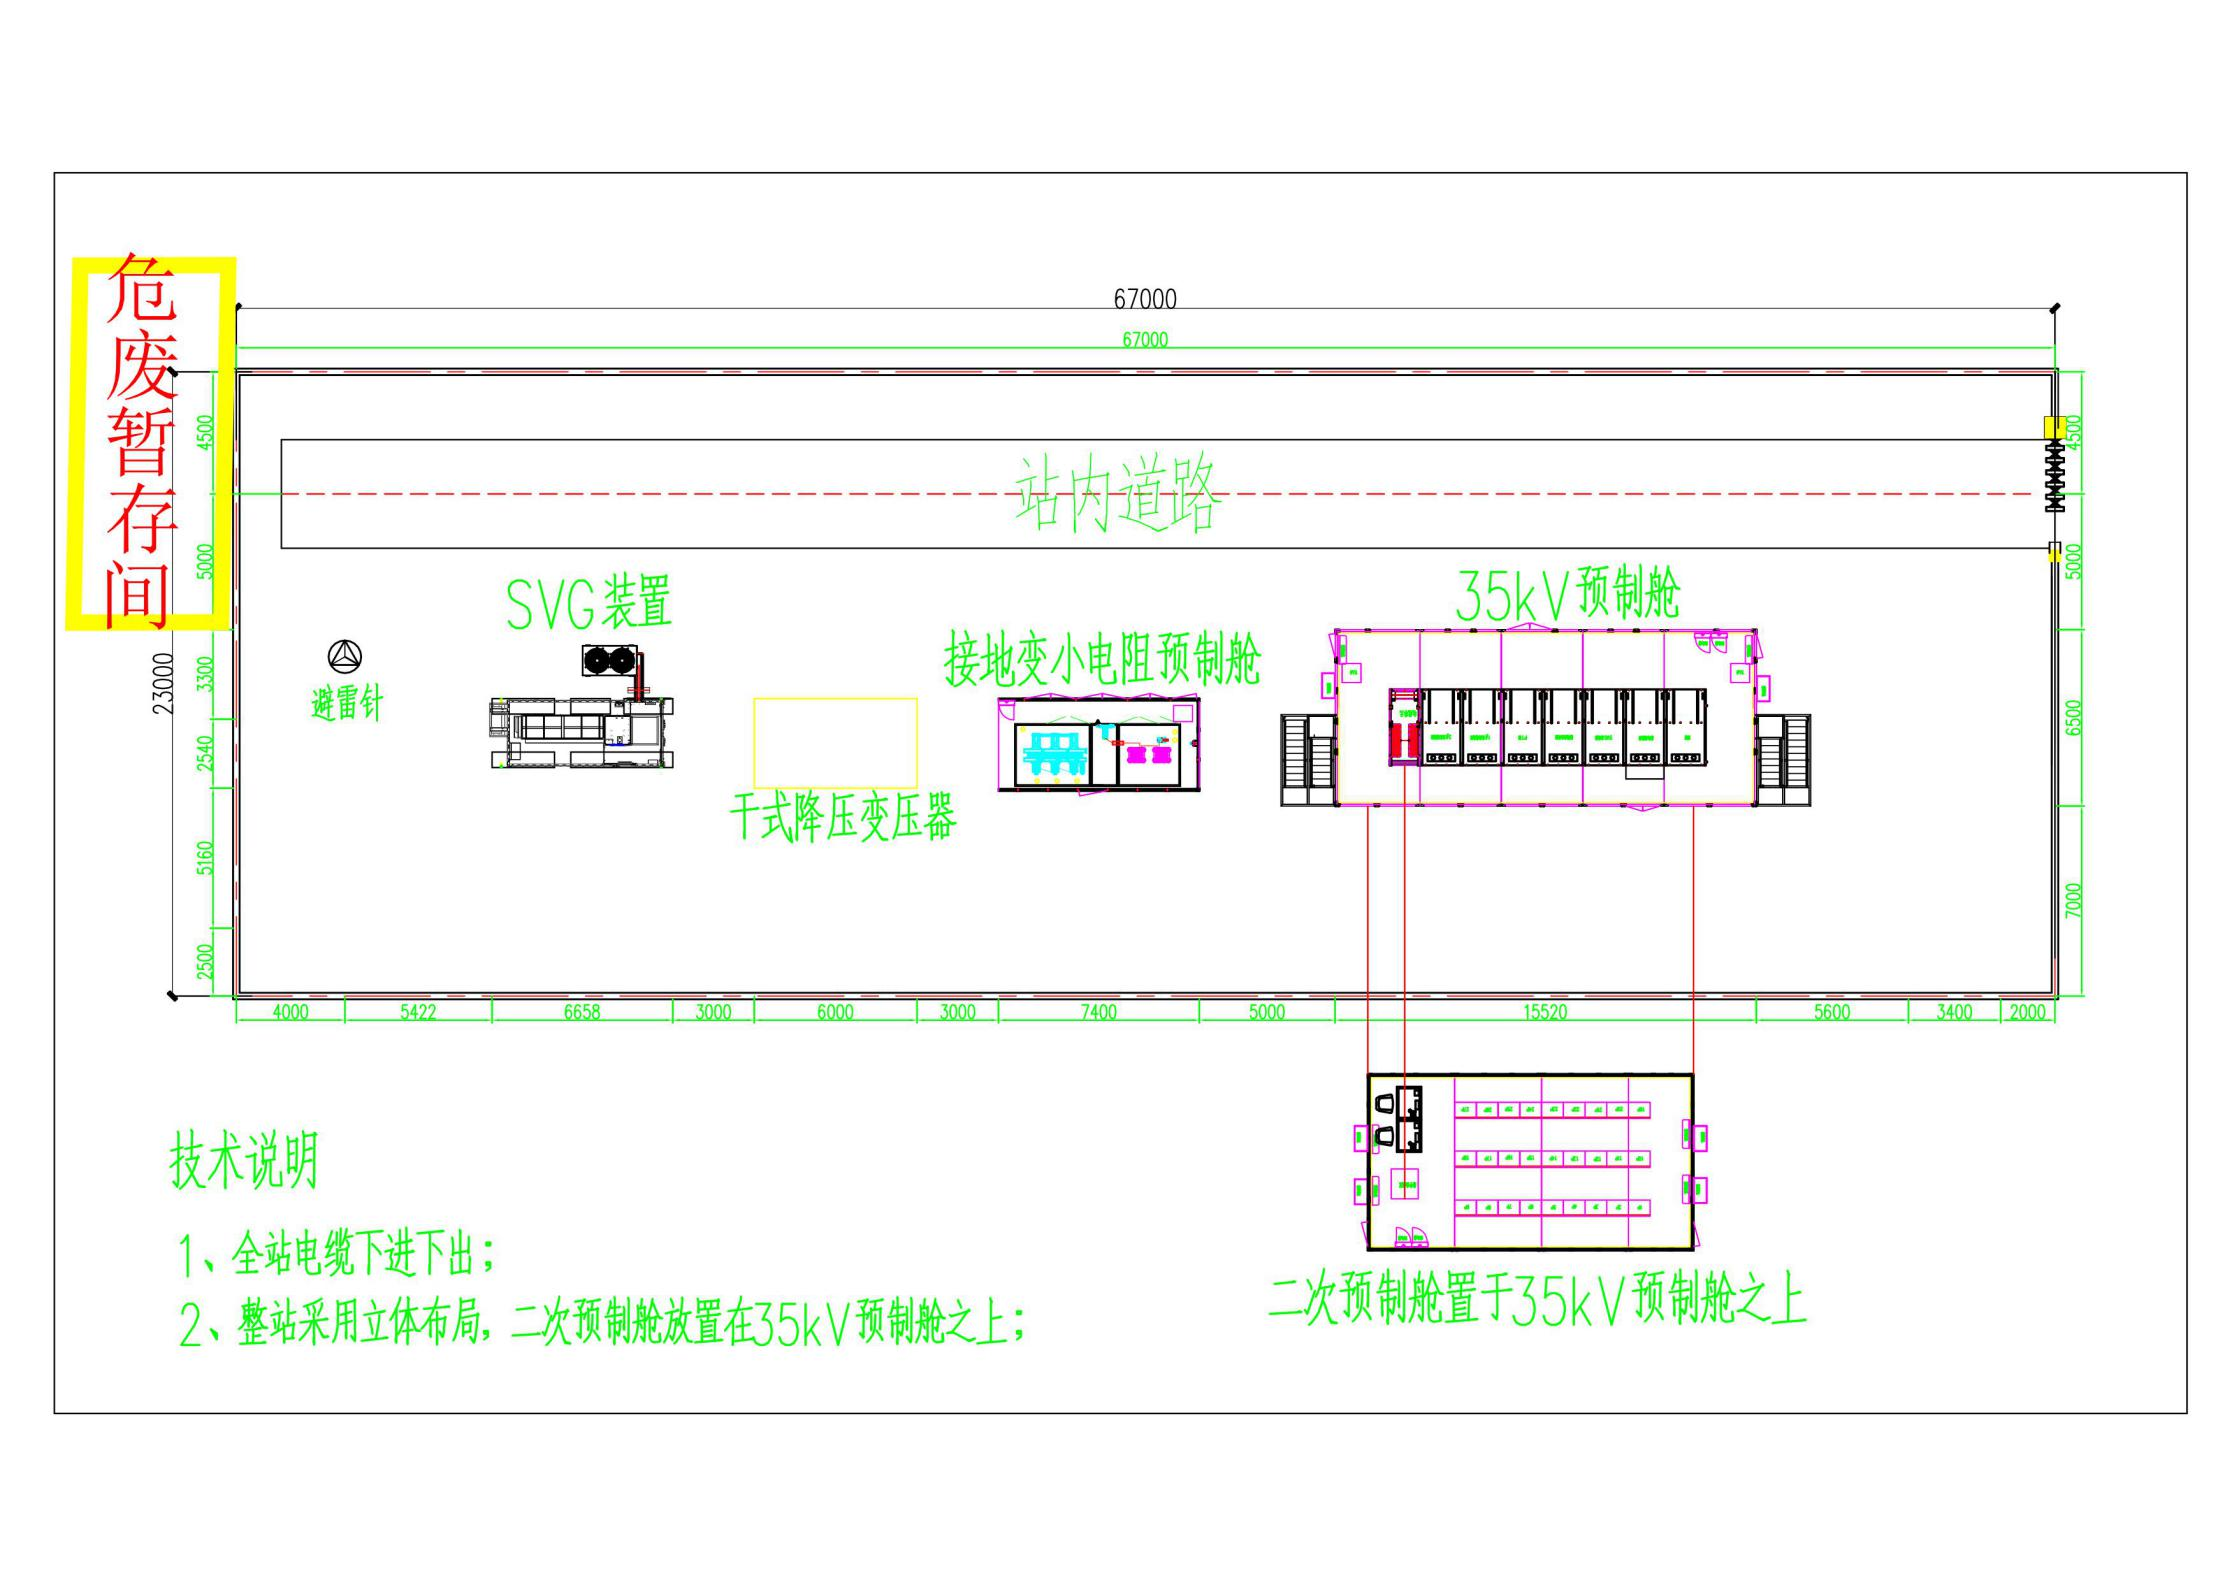 危废暂存间
67000
67000
4500
5000
3300
2540
5160
2500
23000
4500
5000
6500
7000
站内道路
SVG装置
35kV预制舱
接地变小电阻预制舱
避雷针
干式降压变压器
4000 5422 6658 3000 6000 3000 7400 5000 15520 5600 3400 2000
技术说明
1、全站电缆下进下出；
2、整站采用立体布局，二次预制舱放置在35kV预制舱之上；
二次预制舱置于35kV预制舱之上